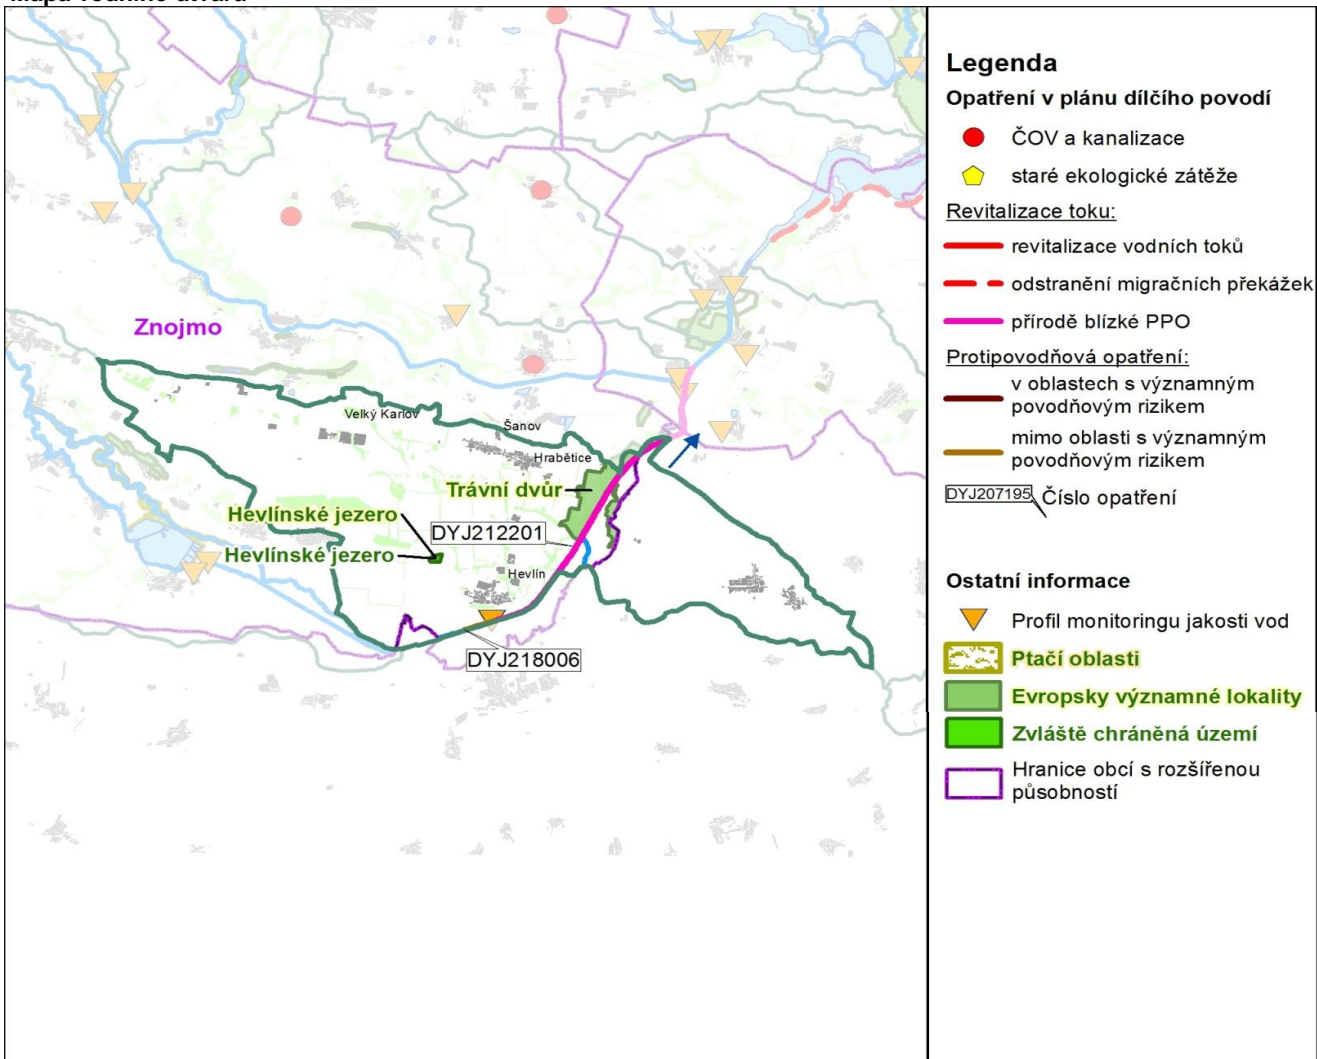 Mapa vodního útvaru
Znojmo
Velký Karlov
Šanov
Hrabětice
Trávní dvůr
Hevlínské jezero
DYJ212201
Hevlínské jezero
Hevlín
DYJ218006
Legenda
Opatření v plánu dílčího povodí
ČOV a kanalizace
staré ekologické zátěže
Revitalizace toku:
revitalizace vodních toků
odstranění migračních překážek
přírodě blízké PPO
Protipovodňová opatření:
v oblastech s významným
povodňovým rizikem
mimo oblasti s významným
povodňovým rizikem
DYJ207195 Číslo opatření
Ostatní informace
Profil monitoringu jakosti vod
Ptačí oblasti
Evropsky významné lokality
Zvláště chráněná území
Hranice obcí s rozšířenou
působností